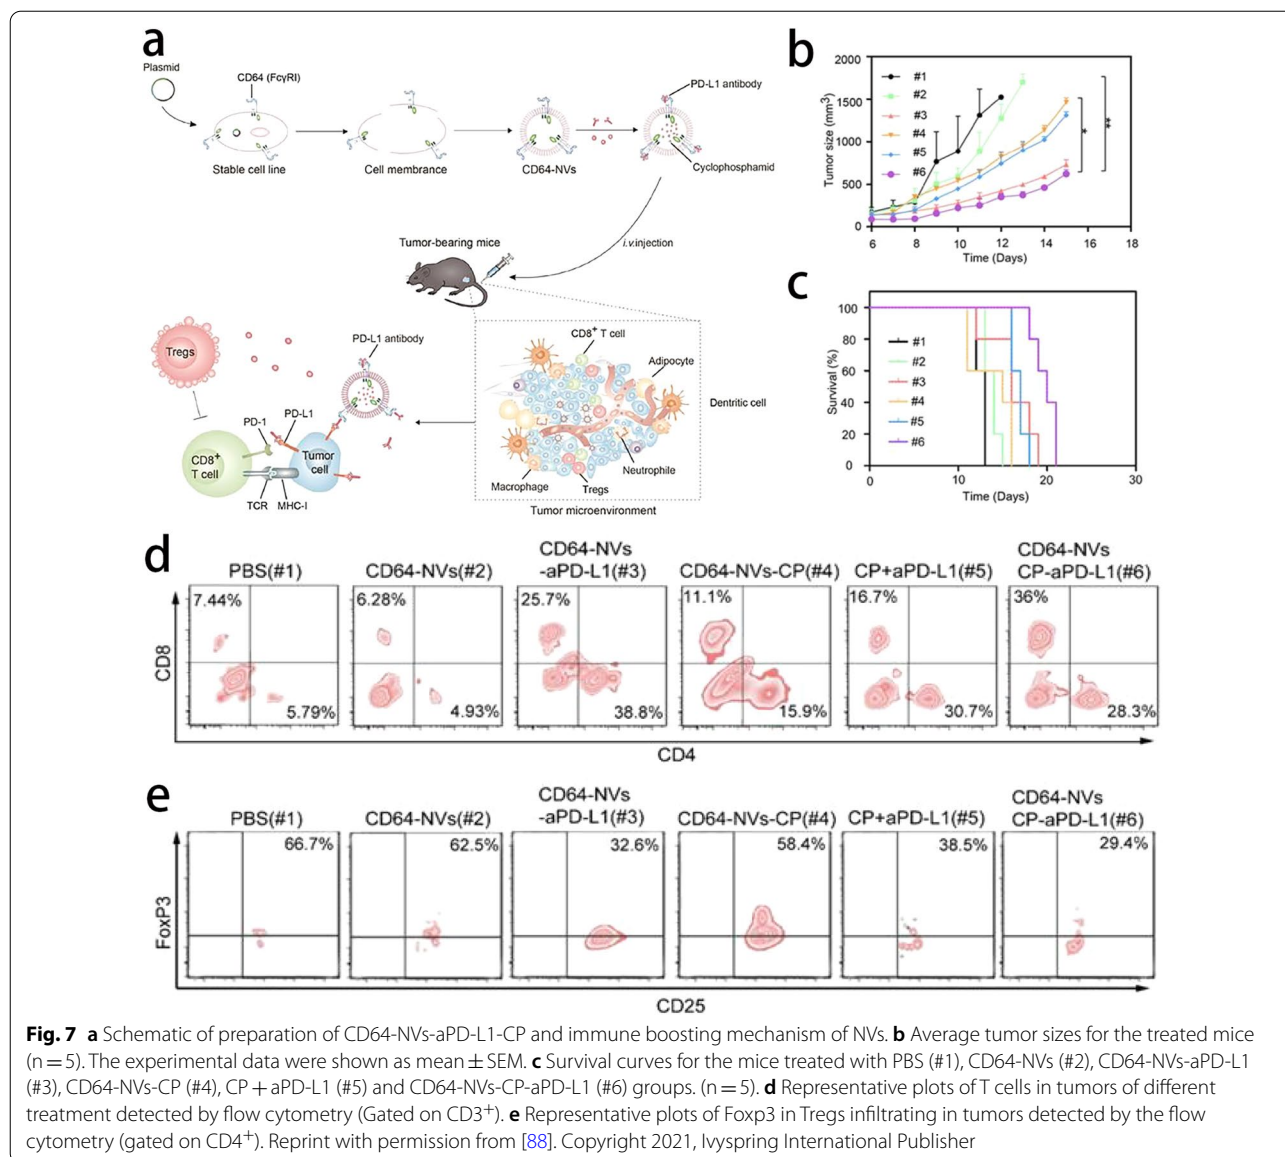 a
Plasmid
CD64 (FcγRI)
Stable cell line
Cell membrane
CD64-NVs
PD-L1 antibody
Cyclophosphamid
i.v.injection
Tumor-bearing mice
Tregs
PD-L1 antibody
PD-1
PD-L1
CD8+
T cell
Tumor
cell
TCR
MHC-I
CD8+ T cell
Adipocyte
Dentritic cell
Neutrophile
Macrophage
Tregs
Tumor microenvironment
b
Tumor size (mm3)
2000
1500
1000
500
0
#1
#2
#3
#4
#5
#6
*
**
6 8 10 12 14 16 18
Time (Days)
c
Survival (%)
100
80
60
40
20
0
#1
#2
#3
#4
#5
#6
0 10 20 30
Time (Days)
d
PBS(#1)
CD64-NVs(#2)
CD64-NVs
-aPD-L1(#3)
CD64-NVs-CP(#4)
CP+aPD-L1(#5)
CD64-NVs
CP-aPD-L1(#6)
CD8
7.44% 6.28% 25.7% 11.1% 16.7% 36%
5.79% 4.93% 38.8% 15.9% 30.7% 28.3%
CD4
e
PBS(#1)
CD64-NVs(#2)
CD64-NVs
-aPD-L1(#3)
CD64-NVs-CP(#4)
CP+aPD-L1(#5)
CD64-NVs
CP-aPD-L1(#6)
FoxP3
66.7% 62.5% 32.6% 58.4% 38.5% 29.4%
CD25
Fig. 7 a Schematic of preparation of CD64-NVs-aPD-L1-CP and immune boosting mechanism of NVs. b Average tumor sizes for the treated mice
(n = 5). The experimental data were shown as mean ± SEM. c Survival curves for the mice treated with PBS (#1), CD64-NVs (#2), CD64-NVs-aPD-L1
(#3), CD64-NVs-CP (#4), CP + aPD-L1 (#5) and CD64-NVs-CP-aPD-L1 (#6) groups. (n = 5). d Representative plots of T cells in tumors of different
treatment detected by flow cytometry (Gated on CD3+). e Representative plots of Foxp3 in Tregs infiltrating in tumors detected by the flow
cytometry (gated on CD4+). Reprint with permission from [88]. Copyright 2021, Ivyspring International Publisher